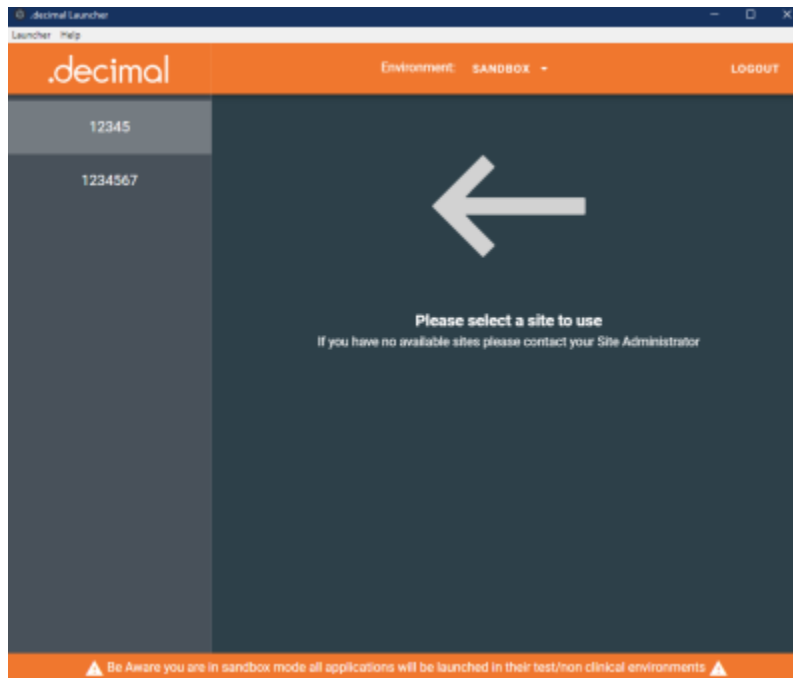 .decimal Launcher
Launcher Help
.decimal Environment: SANDBOX LOGOUT
12345
1234567
Please select a site to use
If you have no available sites please contact your Site Administrator
Be Aware you are in sandbox mode all applications will be launched in their test/non clinical environments